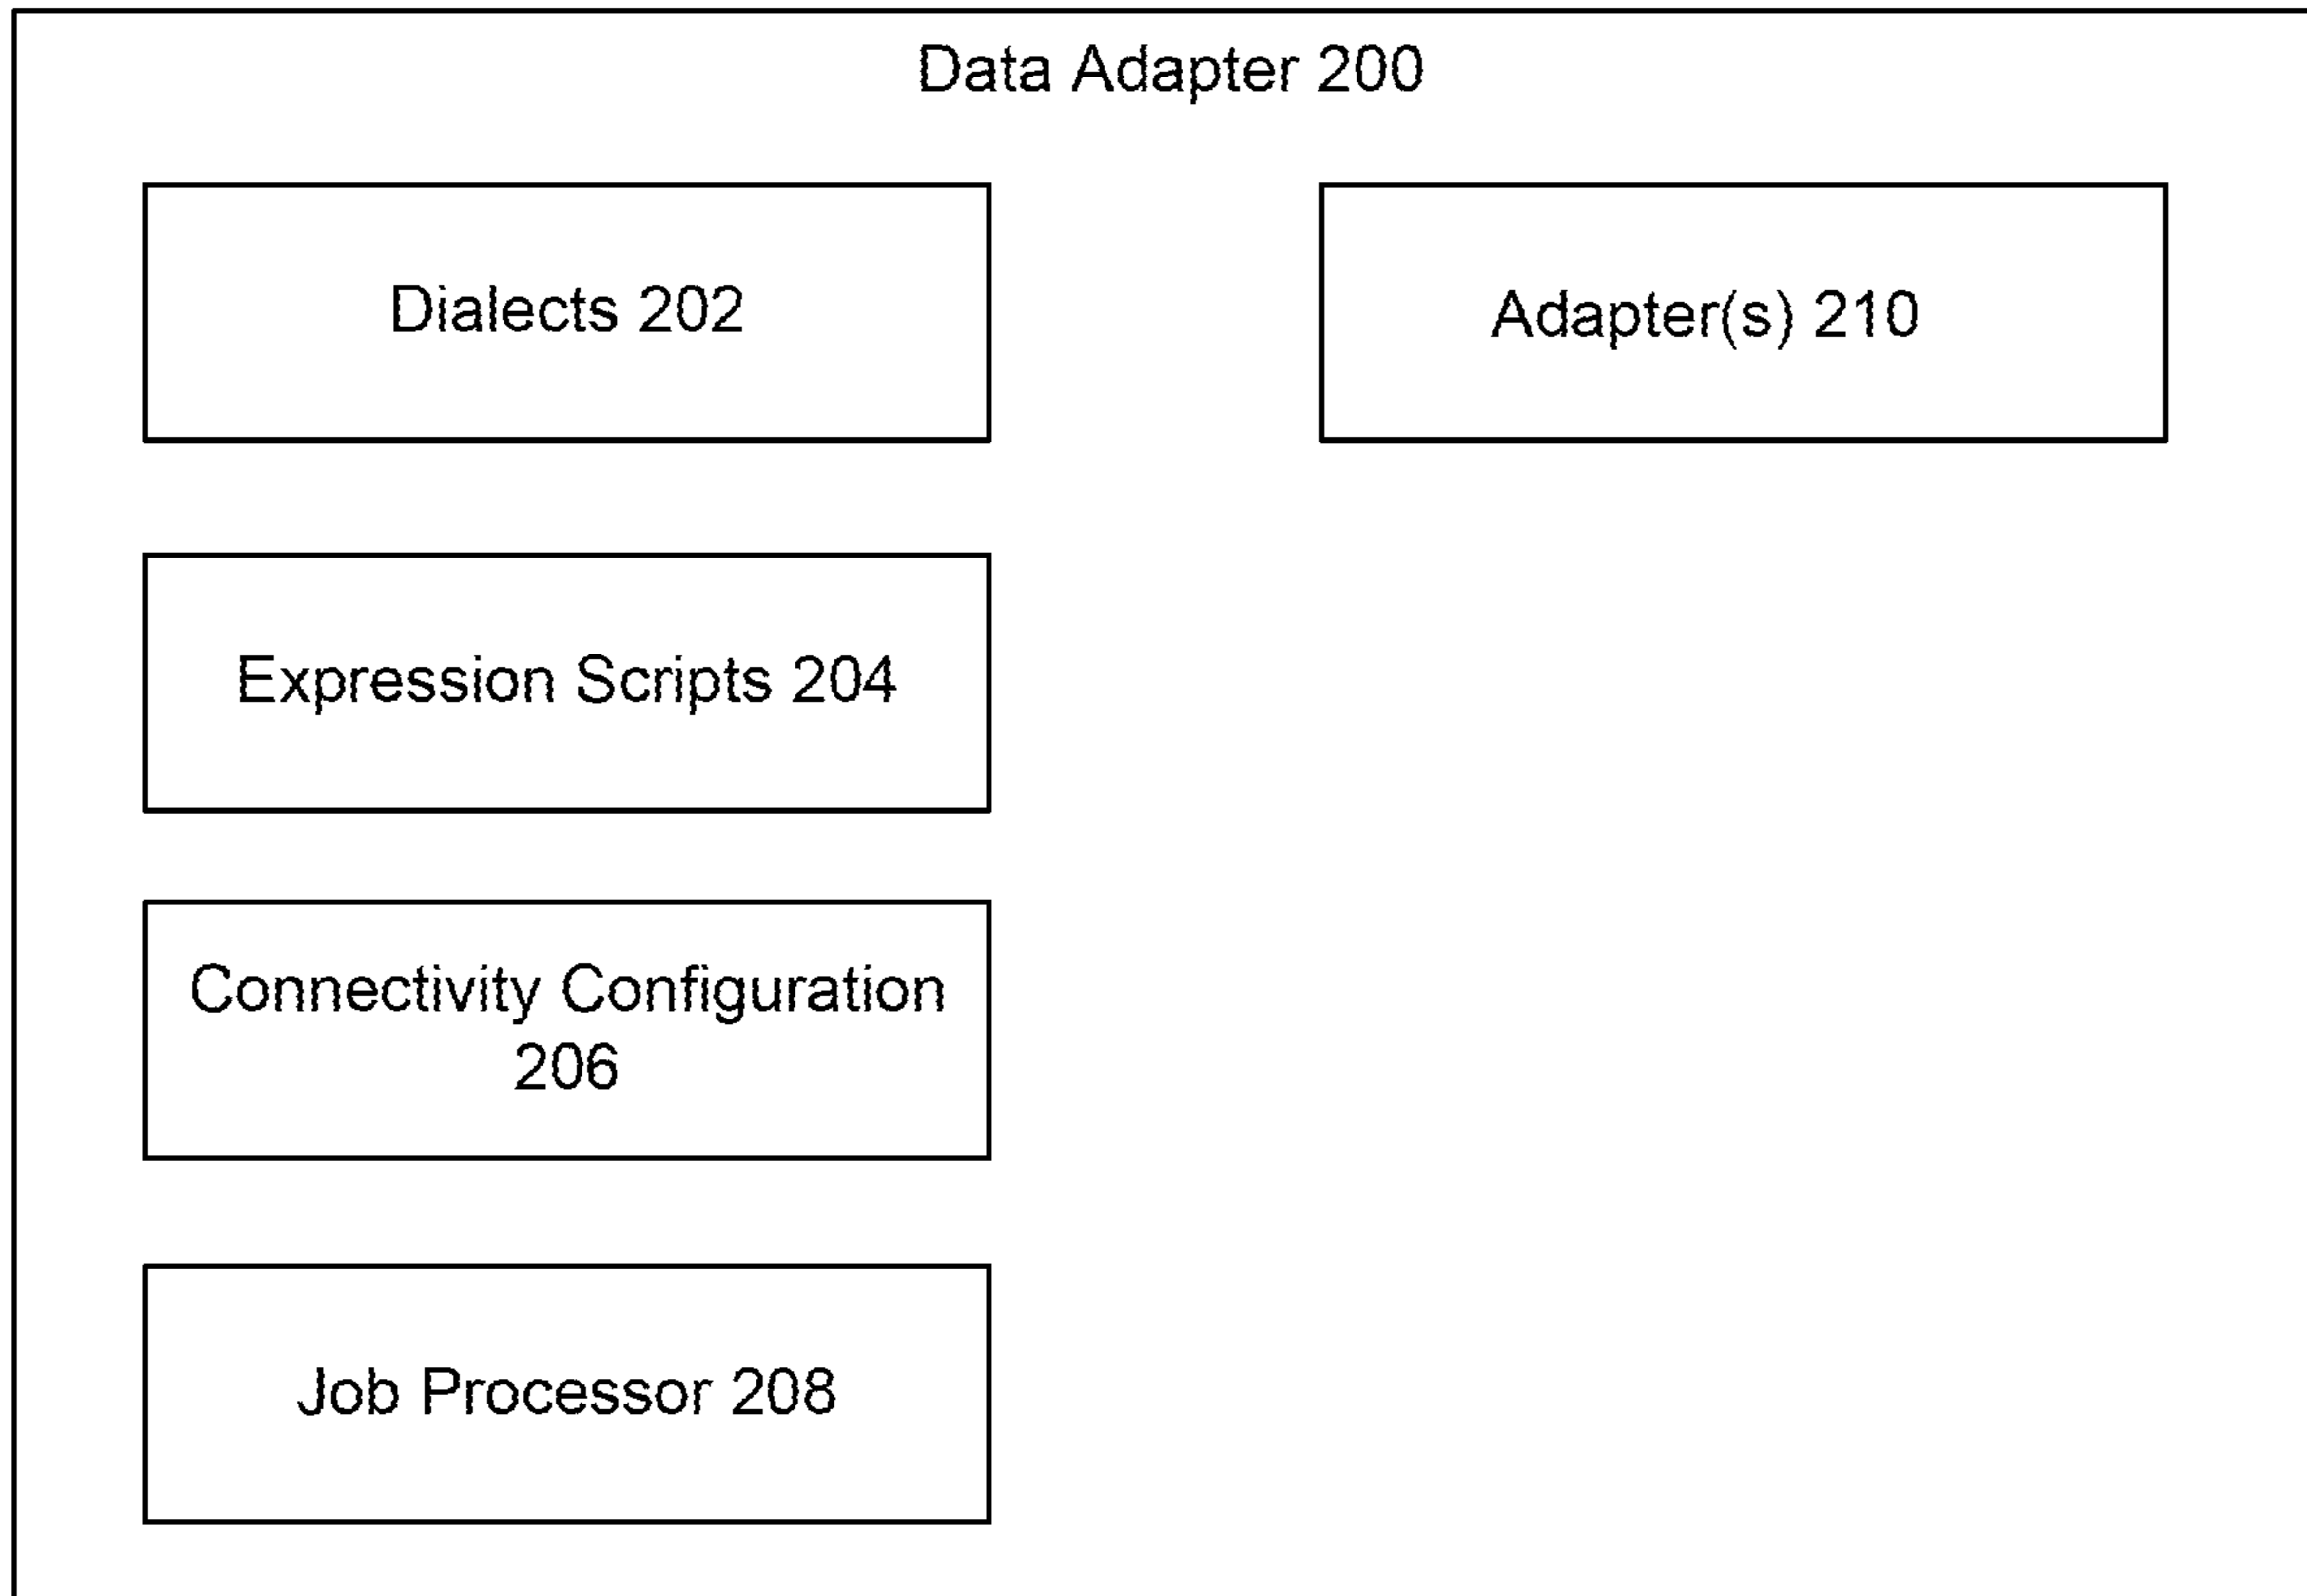 Data Adapter 200
Dialects 202
Adapter(s) 210
Expression Scripts 204
Connectivity Configuration
206
Job Processor 208